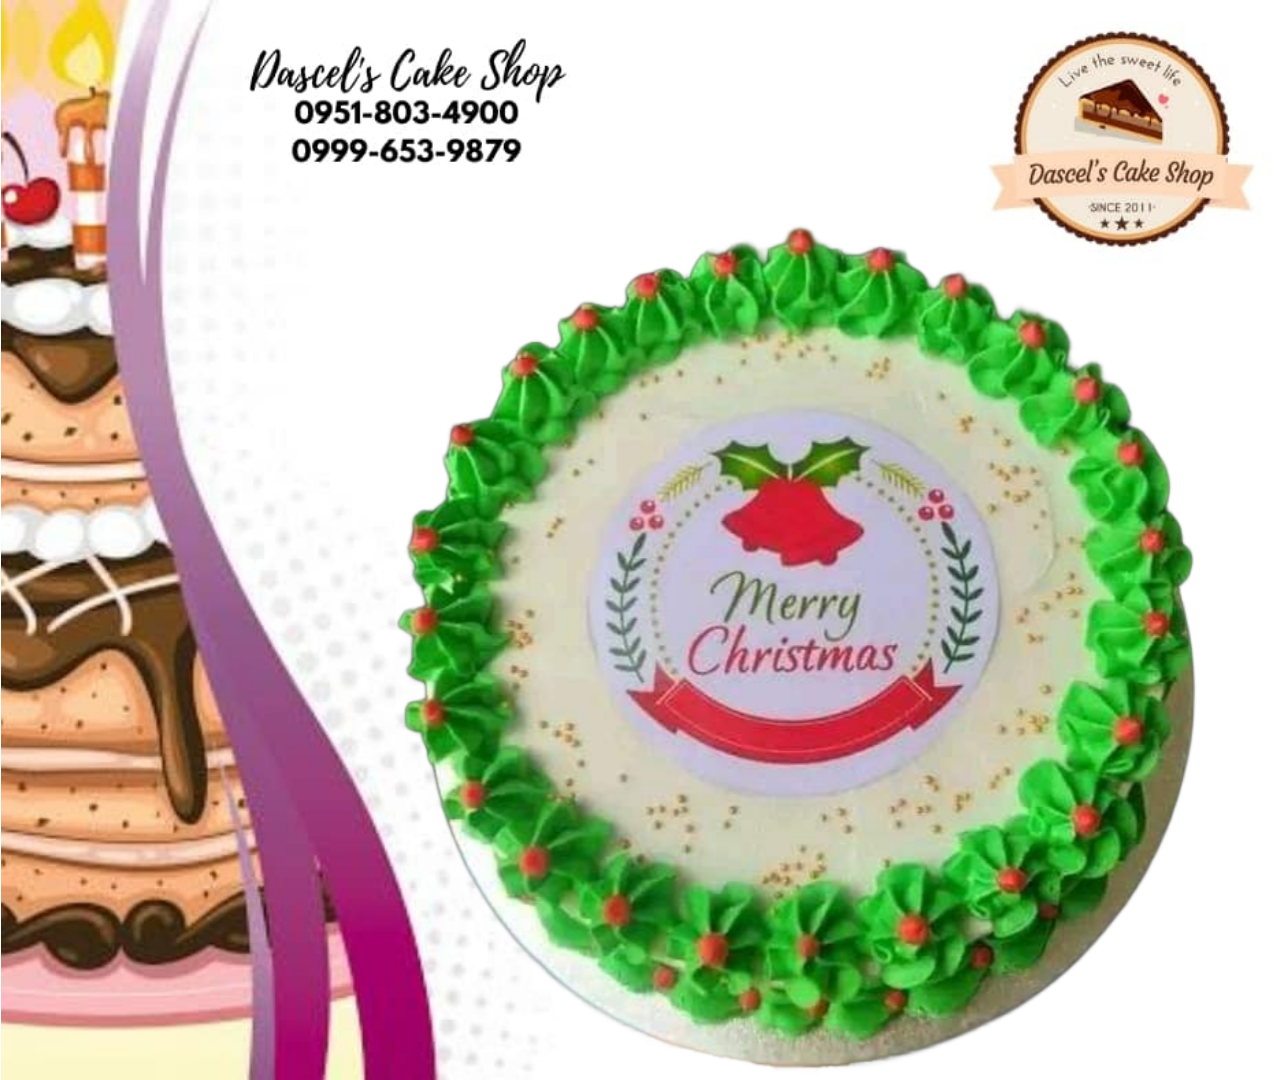 Dascel's Cake Shop
0951-803-4900
0999-653-9879
Live the sweet life
Dascel's Cake Shop
·SINCE 2011·
Merry
Christmas